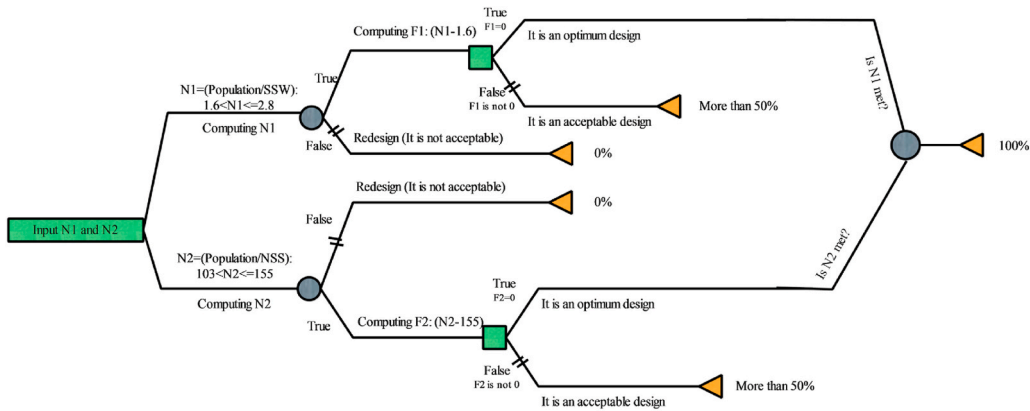 Input N1 and N2
N1=(Population/SSW):
1.6<N1<=2.8
Computing N1
True
False
Computing F1: (N1-1.6)
True
F1=0
It is an optimum design
False
F1 is not 0
It is an acceptable design
More than 50%
Redesign (It is not acceptable)
0%
Is N1 met?
100%
Redesign (It is not acceptable)
0%
False
N2=(Population/NSS):
103<N2<=155
Computing N2
True
Computing F2: (N2-155)
True
F2=0
It is an optimum design
Is N2 met?
False
F2 is not 0
It is an acceptable design
More than 50%